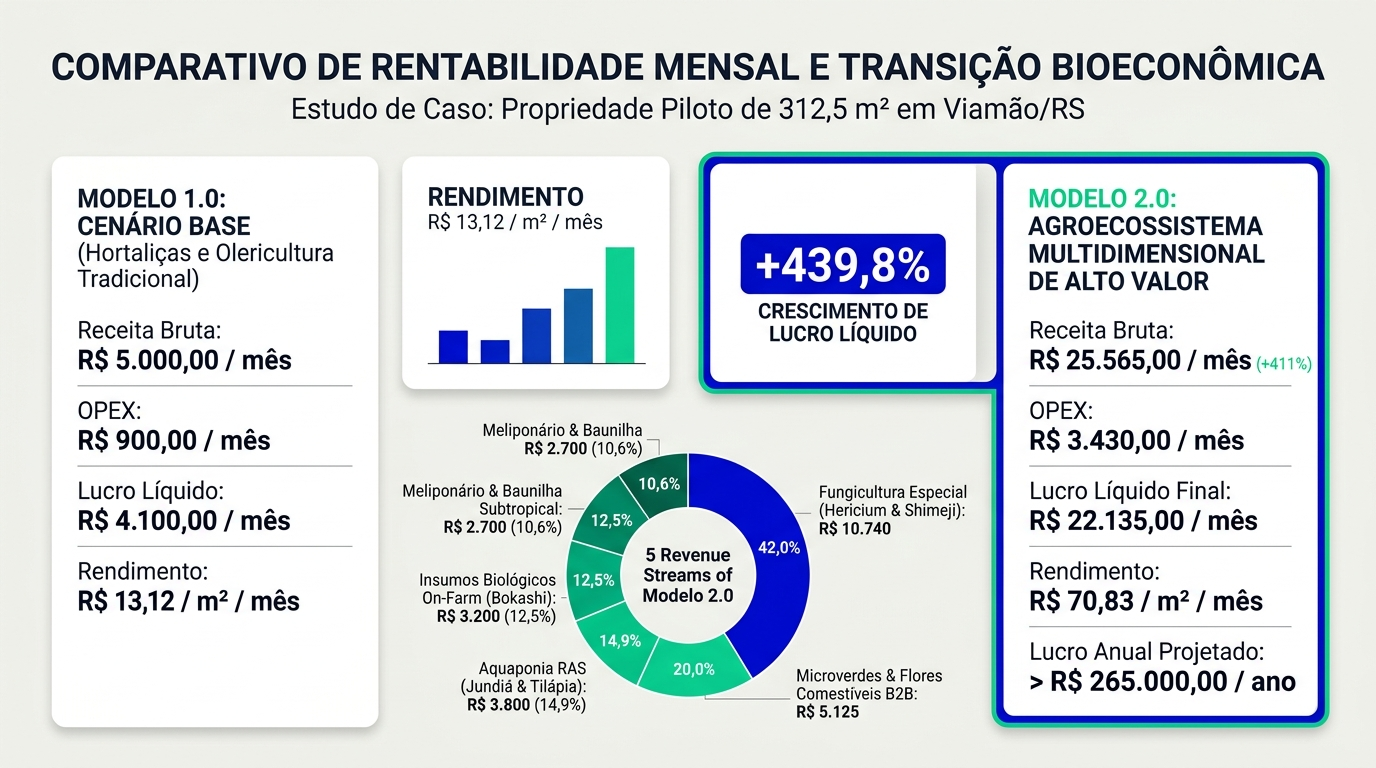 COMPARATIVO DE RENTABILIDADE MENSAL E TRANSIÇÃO BIOECONÔMICA
Estudo de Caso: Propriedade Piloto de 312,5 m² em Viamão/RS
MODELO 1.0:
CENÁRIO BASE
(Hortaliças e Olericultura
Tradicional)
Receita Bruta:
R$ 5.000,00 / mês
OPEX:
R$ 900,00 / mês
Lucro Líquido:
R$ 4.100,00 / mês
Rendimento:
R$ 13,12 / m² / mês
RENDIMENTO
R$ 13,12 / m² / mês
+439,8%
CRESCIMENTO DE
LUCRO LÍQUIDO
Meliponário & Baunilha
R$ 2.700 (10,6%)
Meliponário & Baunilha
Subtropical:
R$ 2.700 (10,6%)
Insumos Biológicos
On-Farm (Bokashi):
R$ 3.200 (12,5%)
Aquaponia RAS
(Jundiá & Tilápia):
R$ 3.800 (14,9%)
10,6%
12,5%
12,5%
14,9%
20,0%
42,0%
5 Revenue
Streams of
Modelo 2.0
Fungicultura Especial
(Hericium & Shimeji):
R$ 10.740
Microverdes & Flores
Comestíveis B2B:
R$ 5.125
MODELO 2.0:
AGROECOSSISTEMA
MULTIDIMENSIONAL
DE ALTO VALOR
Receita Bruta:
R$ 25.565,00 / mês (+411%)
OPEX:
R$ 3.430,00 / mês
Lucro Líquido Final:
R$ 22.135,00 / mês
Rendimento:
R$ 70,83 / m² / mês
Lucro Anual Projetado:
> R$ 265.000,00 / ano